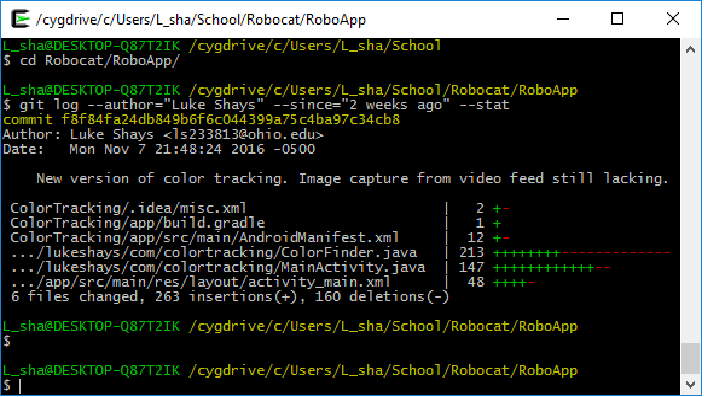 /cygdrive/c/Users/L_sha/School/Robocat/RoboApp
L_sha@DESKTOP-Q87T2IK /cygdrive/c/Users/L_sha/School
$ cd Robocat/RoboApp/
L_sha@DESKTOP-Q87T2IK /cygdrive/c/Users/L_sha/School/Robocat/RoboApp
$ git log --author="Luke Shays" --since="2 weeks ago" --stat
commit f8f84fa24db849b6f6c044399a75c4ba97c34cb8
Author: Luke Shays <ls233813@ohio.edu>
Date:   Mon Nov 7 21:48:24 2016 -0500
    New version of color tracking. Image capture from video feed still lacking.
 ColorTracking/.idea/misc.xml                       |   2 +-
 ColorTracking/app/build.gradle                     |   1 +
 ColorTracking/app/src/main/AndroidManifest.xml     |  12 +-
 .../lukeshays/com/colortracking/ColorFinder.java   | 213 ++++++++-------------
 .../lukeshays/com/colortracking/MainActivity.java  | 147 ++++++++++++--
 .../app/src/main/res/layout/activity_main.xml      |  48 ++++-
 6 files changed, 263 insertions(+), 160 deletions(-)
L_sha@DESKTOP-Q87T2IK /cygdrive/c/Users/L_sha/School/Robocat/RoboApp
$
L_sha@DESKTOP-Q87T2IK /cygdrive/c/Users/L_sha/School/Robocat/RoboApp
$